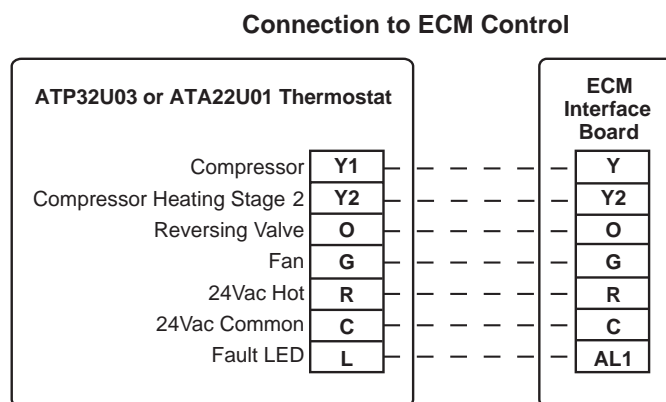 Connection to ECM Control
ATP32U03 or ATA22U01 Thermostat
ECM
Interface
Board
Compressor Y1 Y
Compressor Heating Stage 2 Y2 Y2
Reversing Valve O O
Fan G G
24Vac Hot R R
24Vac Common C C
Fault LED L AL1